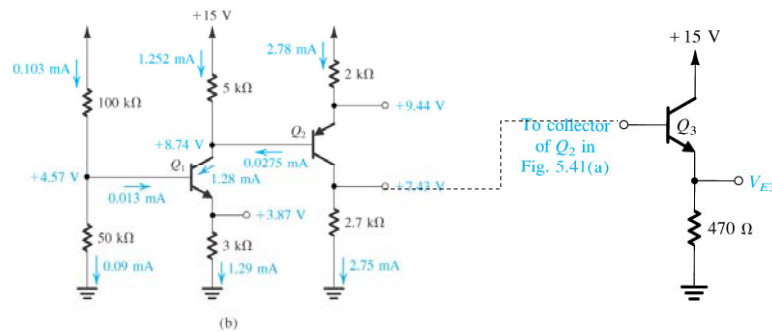 +15 V
(b)
0.103 mA
1.252 mA
2.78 mA
100 kΩ
5 kΩ
2 kΩ
+9.44 V
+8.74 V
Q2
Q1
0.0275 mA
+4.57 V
1.28 mA
0.013 mA
+7.43 V
+3.87 V
50 kΩ
3 kΩ
2.7 kΩ
0.09 mA
1.29 mA
2.75 mA
(b)
+15 V
To collector
of Q2 in
Fig. 5.41(a)
Q3
VE3
470 Ω